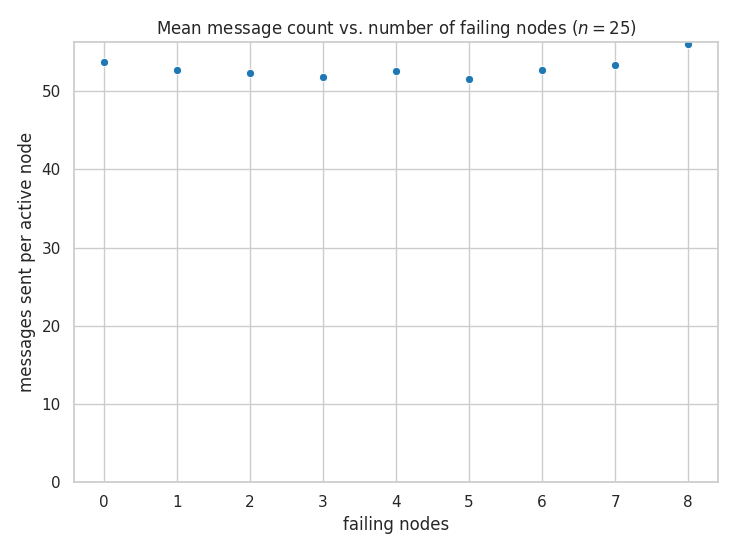 Mean message count vs. number of failing nodes (n = 25)
messages sent per active node
50
40
30
20
10
0
0 1 2 3 4 5 6 7 8
failing nodes